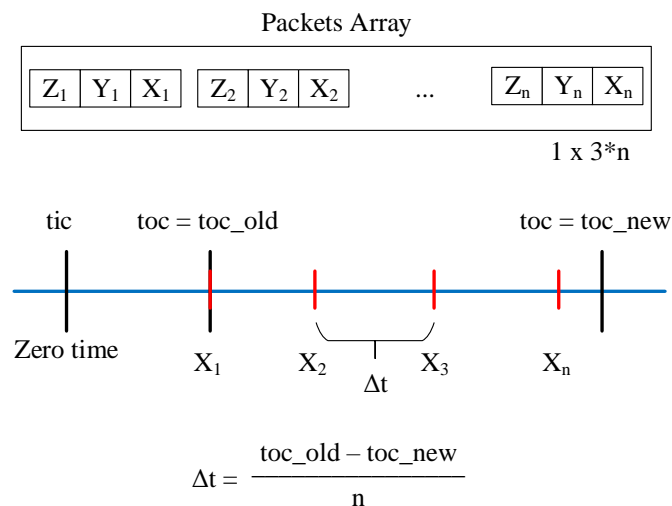 Packets Array
Z₁ Y₁ X₁ Z₂ Y₂ X₂ ... Zₙ Yₙ Xₙ
1 x 3*n
tic toc = toc_old toc = toc_new
Zero time X₁ X₂ X₃ Xₙ
Δt
toc_old – toc_new
Δt =
n